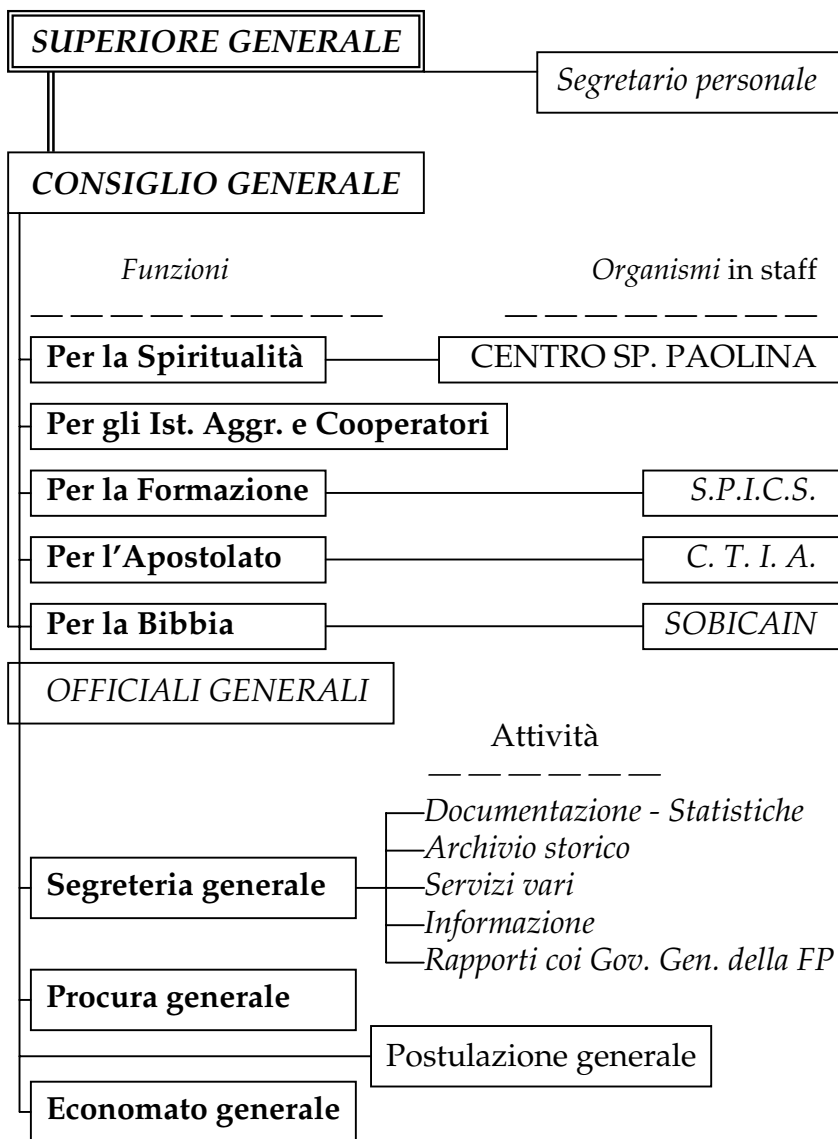 SUPERIORE GENERALE
Segretario personale
CONSIGLIO GENERALE
Funzioni
Organismi in staff
Per la Spiritualità
CENTRO SP. PAOLINA
Per gli Ist. Aggr. e Cooperatori
Per la Formazione
S.P.I.C.S.
Per l’Apostolato
C. T. I. A.
Per la Bibbia
SOBICAIN
OFFICIALI GENERALI
Attività
Documentazione - Statistiche
Archivio storico
Segreteria generale
Servizi vari
Informazione
Rapporti coi Gov. Gen. della FP
Procura generale
Postulazione generale
Economato generale